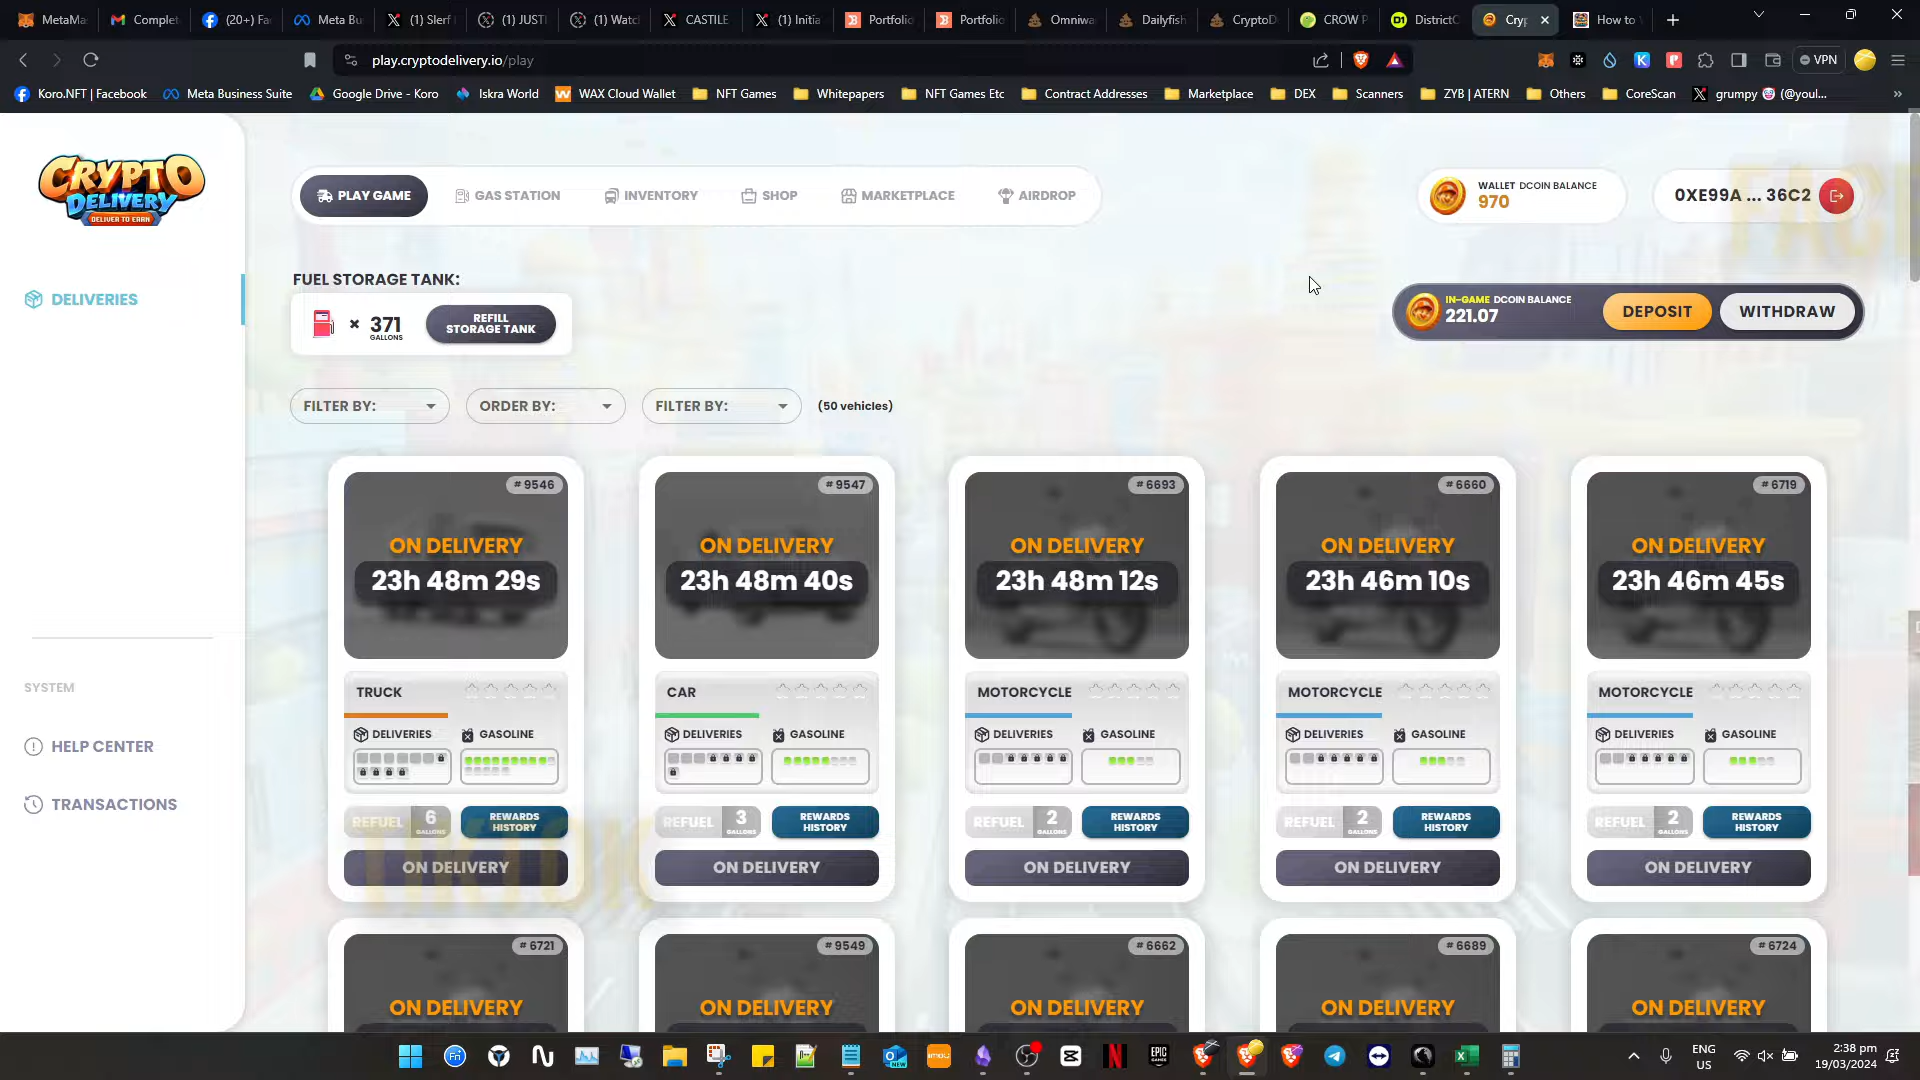 MetaMa
Complet
(20+) Fa
Meta Bu
(1) Slerf
(1) JUST
(1) Watc
CASTILE
(1) Initia
Portfolio
Portfolio
Omniwa
Dailyfish
CryptoD
CROW P
DistrictO
Cryp
How to
play.cryptodelivery.io/play
VPN
Koro.NFT | Facebook
Meta Business Suite
Google Drive - Koro
Iskra World
WAX Cloud Wallet
NFT Games
Whitepapers
NFT Games Etc
Contract Addresses
Marketplace
DEX
Scanners
ZYB | ATERN
Others
CoreScan
grumpy (@youl...
CRYPTO
DELIVERY
DELIVER TO EARN
PLAY GAME
GAS STATION
INVENTORY
SHOP
MARKETPLACE
AIRDROP
WALLET DCOIN BALANCE
970
0XE99A ... 36C2
DELIVERIES
FUEL STORAGE TANK:
× 371
GALLONS
REFILL
STORAGE TANK
IN-GAME DCOIN BALANCE
221.07
DEPOSIT
WITHDRAW
FILTER BY:
ORDER BY:
FILTER BY:
(50 vehicles)
# 9546
ON DELIVERY
23h 48m 29s
TRUCK
DELIVERIES
GASOLINE
REFUEL
6
GALLONS
REWARDS
HISTORY
ON DELIVERY
# 9547
ON DELIVERY
23h 48m 40s
CAR
DELIVERIES
GASOLINE
REFUEL
3
GALLONS
REWARDS
HISTORY
ON DELIVERY
# 6693
ON DELIVERY
23h 48m 12s
MOTORCYCLE
DELIVERIES
GASOLINE
REFUEL
2
GALLONS
REWARDS
HISTORY
ON DELIVERY
# 6660
ON DELIVERY
23h 46m 10s
MOTORCYCLE
DELIVERIES
GASOLINE
REFUEL
2
GALLONS
REWARDS
HISTORY
ON DELIVERY
# 6719
ON DELIVERY
23h 46m 45s
MOTORCYCLE
DELIVERIES
GASOLINE
REFUEL
2
GALLONS
REWARDS
HISTORY
ON DELIVERY
SYSTEM
HELP CENTER
TRANSACTIONS
# 6721
ON DELIVERY
# 9549
ON DELIVERY
# 6662
ON DELIVERY
# 6689
ON DELIVERY
# 6724
ON DELIVERY
ENG
US
2:38 pm
19/03/2024